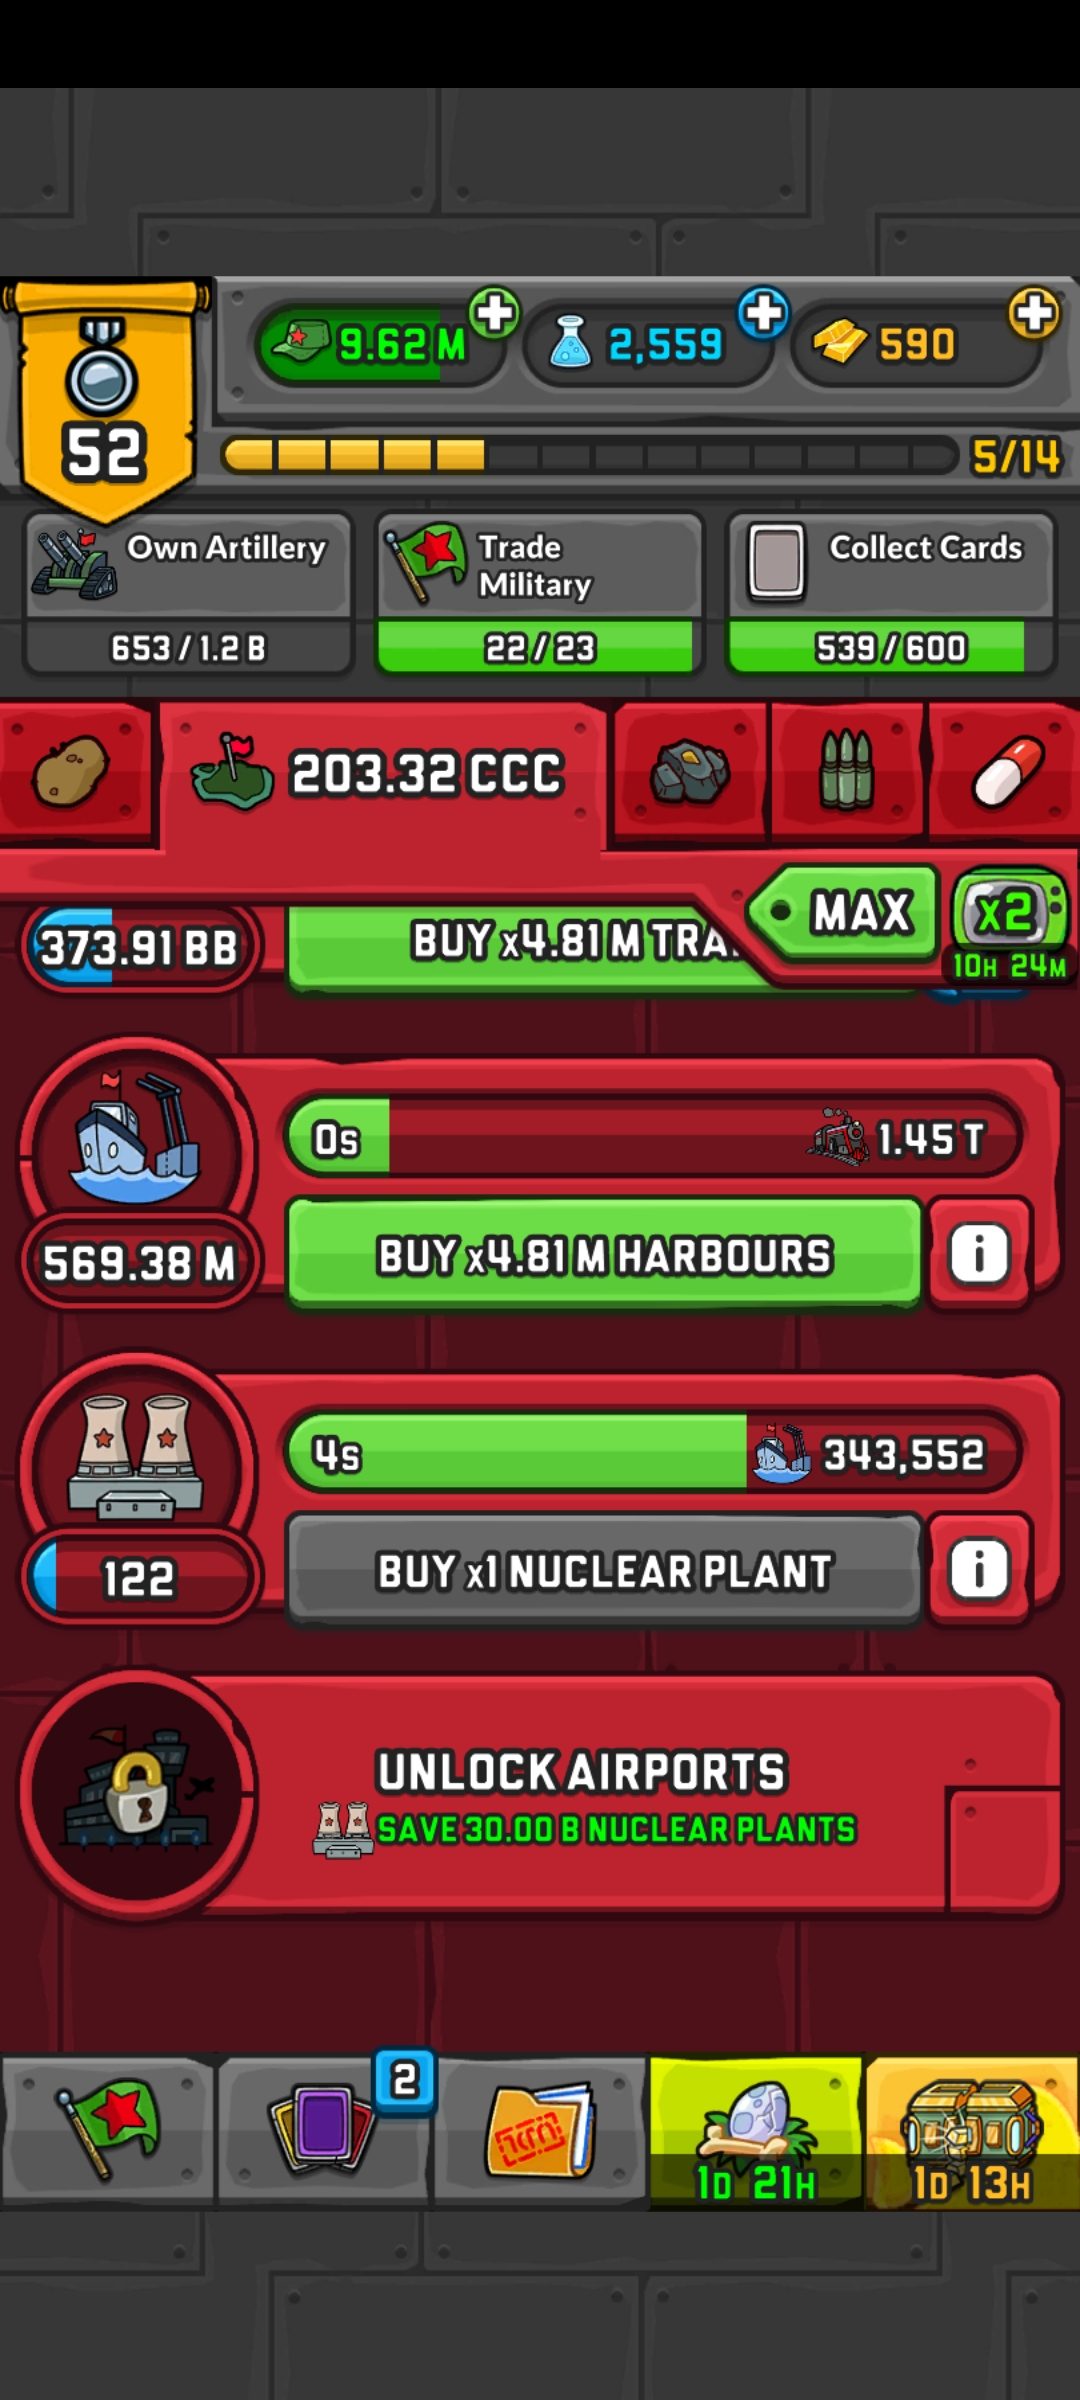 9.62 M
2,559
590
52
5/14
Own Artillery
653 / 1.2 B
Trade
Military
22 / 23
Collect Cards
539 / 600
203.32 CCC
MAX
x2
10H 24M
373.91 BB
BUY x4.81 M
0s
1.45 T
569.38 M
BUY x4.81 M HARBOURS
i
4s
343,552
122
BUY x1 NUCLEAR PLANT
i
UNLOCK AIRPORTS
SAVE 30.00 B NUCLEAR PLANTS
2
1D 21H
1D 13H